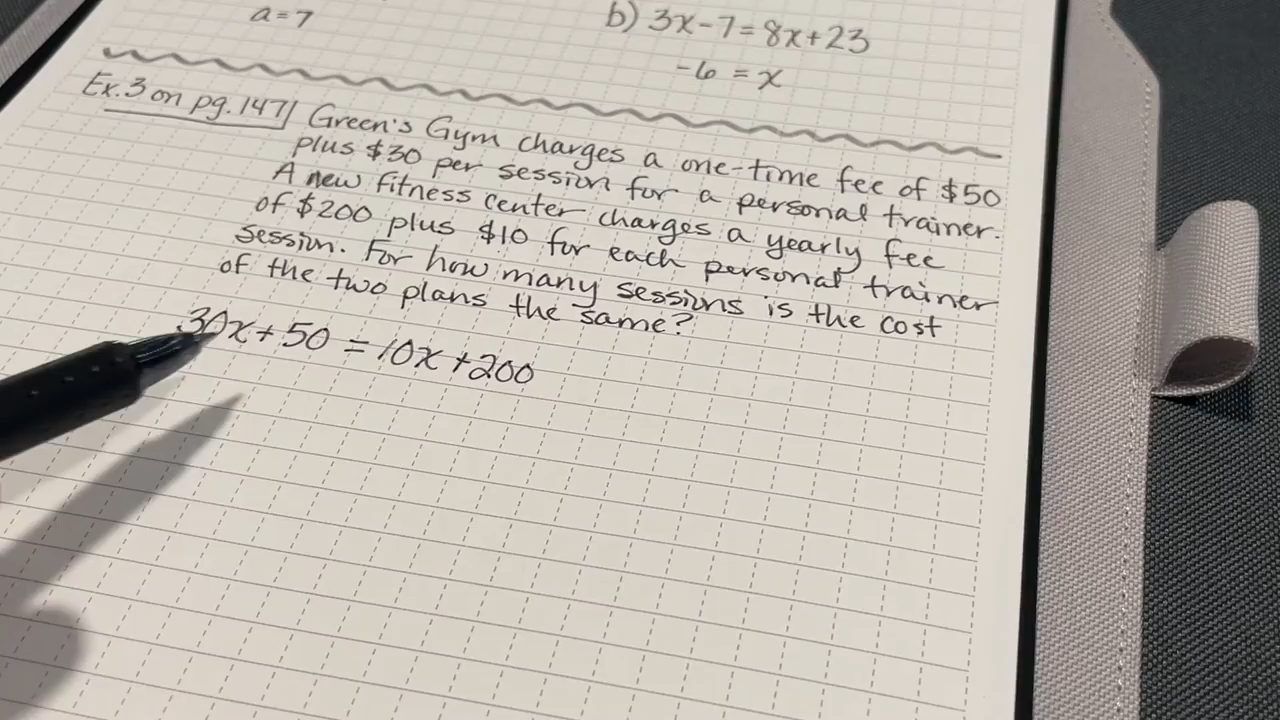 a = 7
b) 3x - 7 = 8x + 23
-6 = x
Ex. 3 on pg. 147 Green's Gym charges a one-time fee of $50
plus $30 per session for a personal trainer.
A new fitness center charges a yearly fee
of $200 plus $10 for each personal trainer
session. For how many sessions is the cost
of the two plans the same?
30x + 50 = 10x + 200